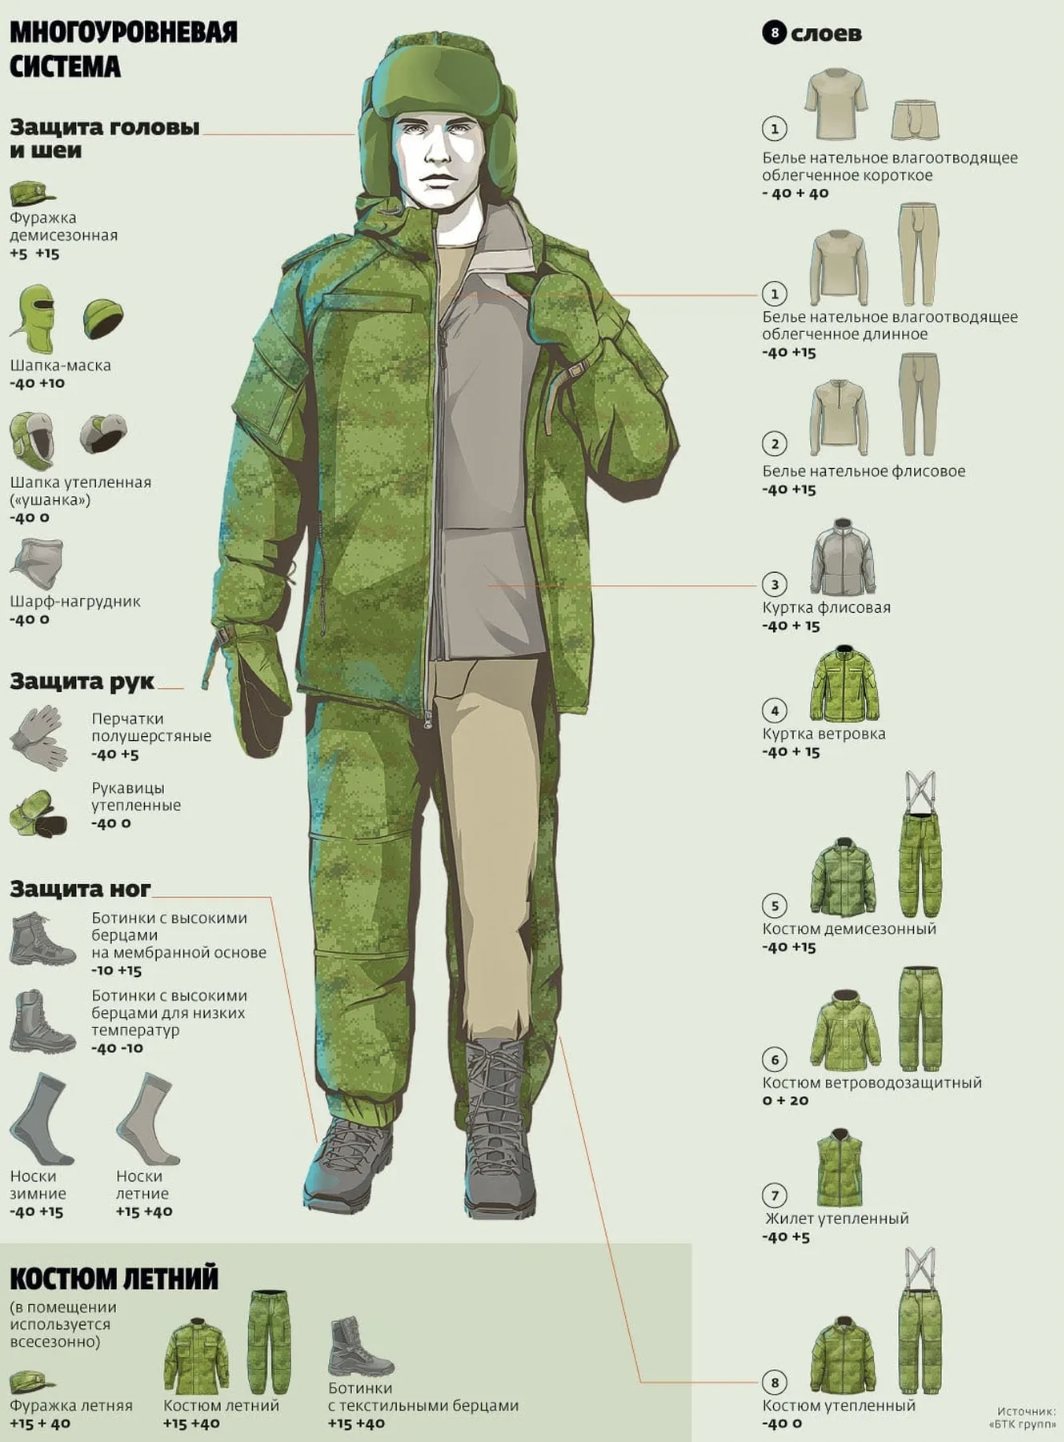 МНОГОУРОВНЕВАЯ
СИСТЕМА
Защита головы
и шеи
Фуражка
демисезонная
+5 +15
Шапка-маска
-40 +10
Шапка утепленная
(«ушанка»)
-40 0
Шарф-нагрудник
-40 0
Защита рук
Перчатки
полушерстяные
-40 +5
Рукавицы
утепленные
-40 0
Защита ног
Ботинки с высокими
берцами
на мембранной основе
-10 +15
Ботинки с высокими
берцами для низких
температур
-40 -10
Носки
зимние
-40 +15
Носки
летние
+15 +40
8 слоев
1
Белье нательное влагоотводящее
облегченное короткое
- 40 + 40
1
Белье нательное влагоотводящее
облегченное длинное
-40 +15
2
Белье нательное флисовое
-40 +15
3
Куртка флисовая
-40 + 15
4
Куртка ветровка
-40 + 15
5
Костюм демисезонный
-40 +15
6
Костюм ветроводозащитный
0 + 20
7
Жилет утепленный
-40 +5
8
Костюм утепленный
-40 0
КОСТЮМ ЛЕТНИЙ
(в помещении
используется
всесезонно)
Фуражка летняя
+15 + 40
Костюм летний
+15 +40
Ботинки
с текстильными берцами
+15 +40
Источник:
«БТК групп»